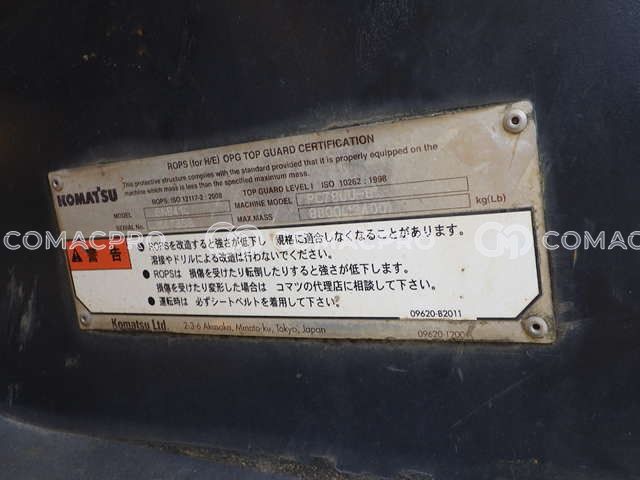 ROPS (for H/E) OPG TOP GUARD CERTIFICATION
This protective structure complies with the standard provided that it is properly equipped on the
machine which mass is less than the specified maximum mass.
KOMATSU
ROPS: ISO 12117-2 : 2008
TOP GUARD LEVEL I ISO 10262 : 1998
MODEL
MACHINE MODEL
SERIAL No.
MAX.MASS
kg(Lb)
警告
● ROPSを改造すると強さが低下し 規格に適合しなくなることがあります。
溶接やドリルによる改造は行わないでください。
● ROPSは 損傷を受けたり転倒したりすると強さが低下します。
損傷を受けたり変形した場合は コマツの代理店に相談して下さい。
● 運転時は 必ずシートベルトを着用して下さい。
09620-B2011
Komatsu Ltd. 2-3-6 Akasaka, Minato-ku, Tokyo, Japan
COMACPRO
COMACPRO
COMACPRO